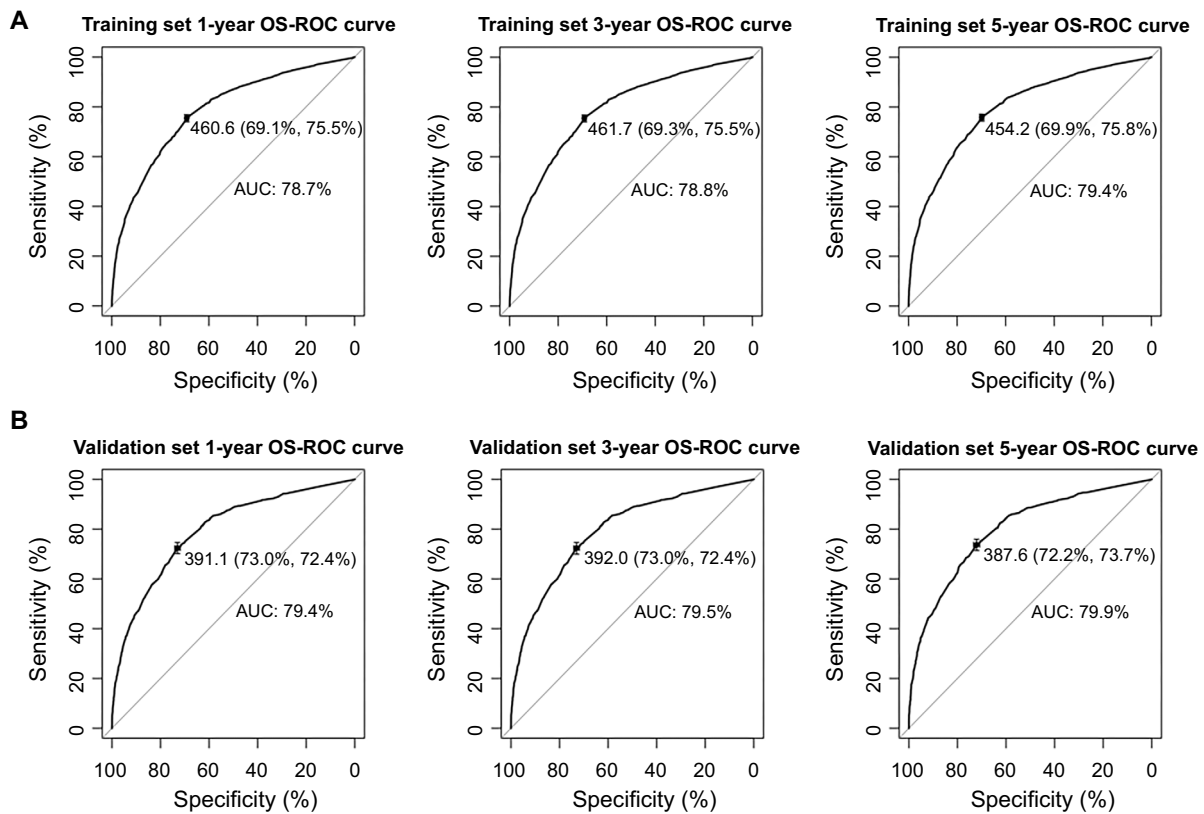 A
Training set 1-year OS-ROC curve
Sensitivity (%)
100
80
60
40
20
0
460.6 (69.1%, 75.5%)
AUC: 78.7%
100 80 60 40 20 0
Specificity (%)
Training set 3-year OS-ROC curve
Sensitivity (%)
100
80
60
40
20
0
461.7 (69.3%, 75.5%)
AUC: 78.8%
100 80 60 40 20 0
Specificity (%)
Training set 5-year OS-ROC curve
Sensitivity (%)
100
80
60
40
20
0
454.2 (69.9%, 75.8%)
AUC: 79.4%
100 80 60 40 20 0
Specificity (%)
B
Validation set 1-year OS-ROC curve
Sensitivity (%)
100
80
60
40
20
0
391.1 (73.0%, 72.4%)
AUC: 79.4%
100 80 60 40 20 0
Specificity (%)
Validation set 3-year OS-ROC curve
Sensitivity (%)
100
80
60
40
20
0
392.0 (73.0%, 72.4%)
AUC: 79.5%
100 80 60 40 20 0
Specificity (%)
Validation set 5-year OS-ROC curve
Sensitivity (%)
100
80
60
40
20
0
387.6 (72.2%, 73.7%)
AUC: 79.9%
100 80 60 40 20 0
Specificity (%)